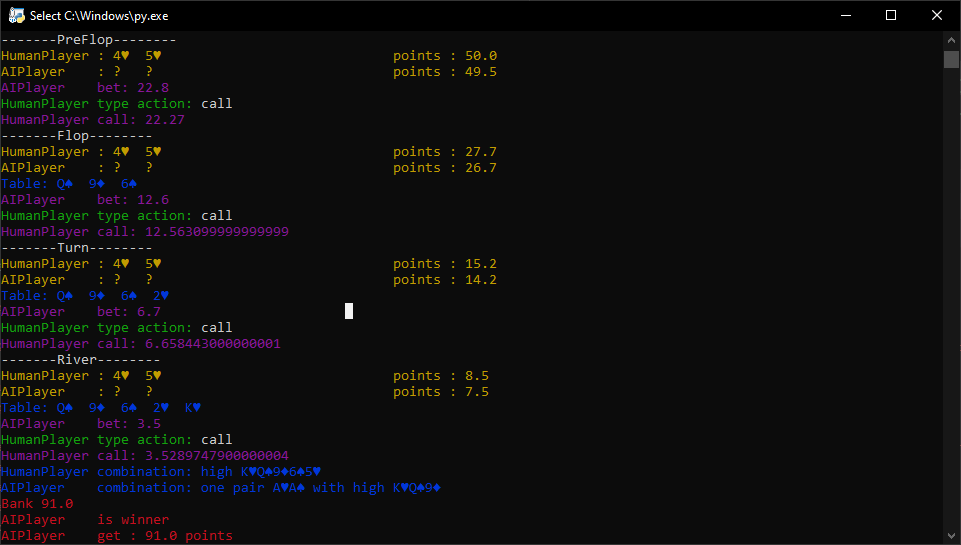 Select C:\Windows\py.exe
-------PreFlop--------
HumanPlayer : 4♥  5♥                             points : 50.0
AIPlayer    : ?   ?                              points : 49.5
AIPlayer    bet: 22.8
HumanPlayer type action: call
HumanPlayer call: 22.27
-------Flop--------
HumanPlayer : 4♥  5♥                             points : 27.7
AIPlayer    : ?   ?                              points : 26.7
Table: Q♠  9♦  6♠
AIPlayer    bet: 12.6
HumanPlayer type action: call
HumanPlayer call: 12.563099999999999
-------Turn--------
HumanPlayer : 4♥  5♥                             points : 15.2
AIPlayer    : ?   ?                              points : 14.2
Table: Q♠  9♦  6♠  2♥
AIPlayer    bet: 6.7
HumanPlayer type action: call
HumanPlayer call: 6.658443000000001
-------River--------
HumanPlayer : 4♥  5♥                             points : 8.5
AIPlayer    : ?   ?                              points : 7.5
Table: Q♠  9♦  6♠  2♥  K♥
AIPlayer    bet: 3.5
HumanPlayer type action: call
HumanPlayer call: 3.5289747900000004
HumanPlayer combination: high K♥Q♠9♦6♠5♥
AIPlayer    combination: one pair A♥A♠ with high K♥Q♠9♦
Bank 91.0
AIPlayer    is winner
AIPlayer    get : 91.0 points